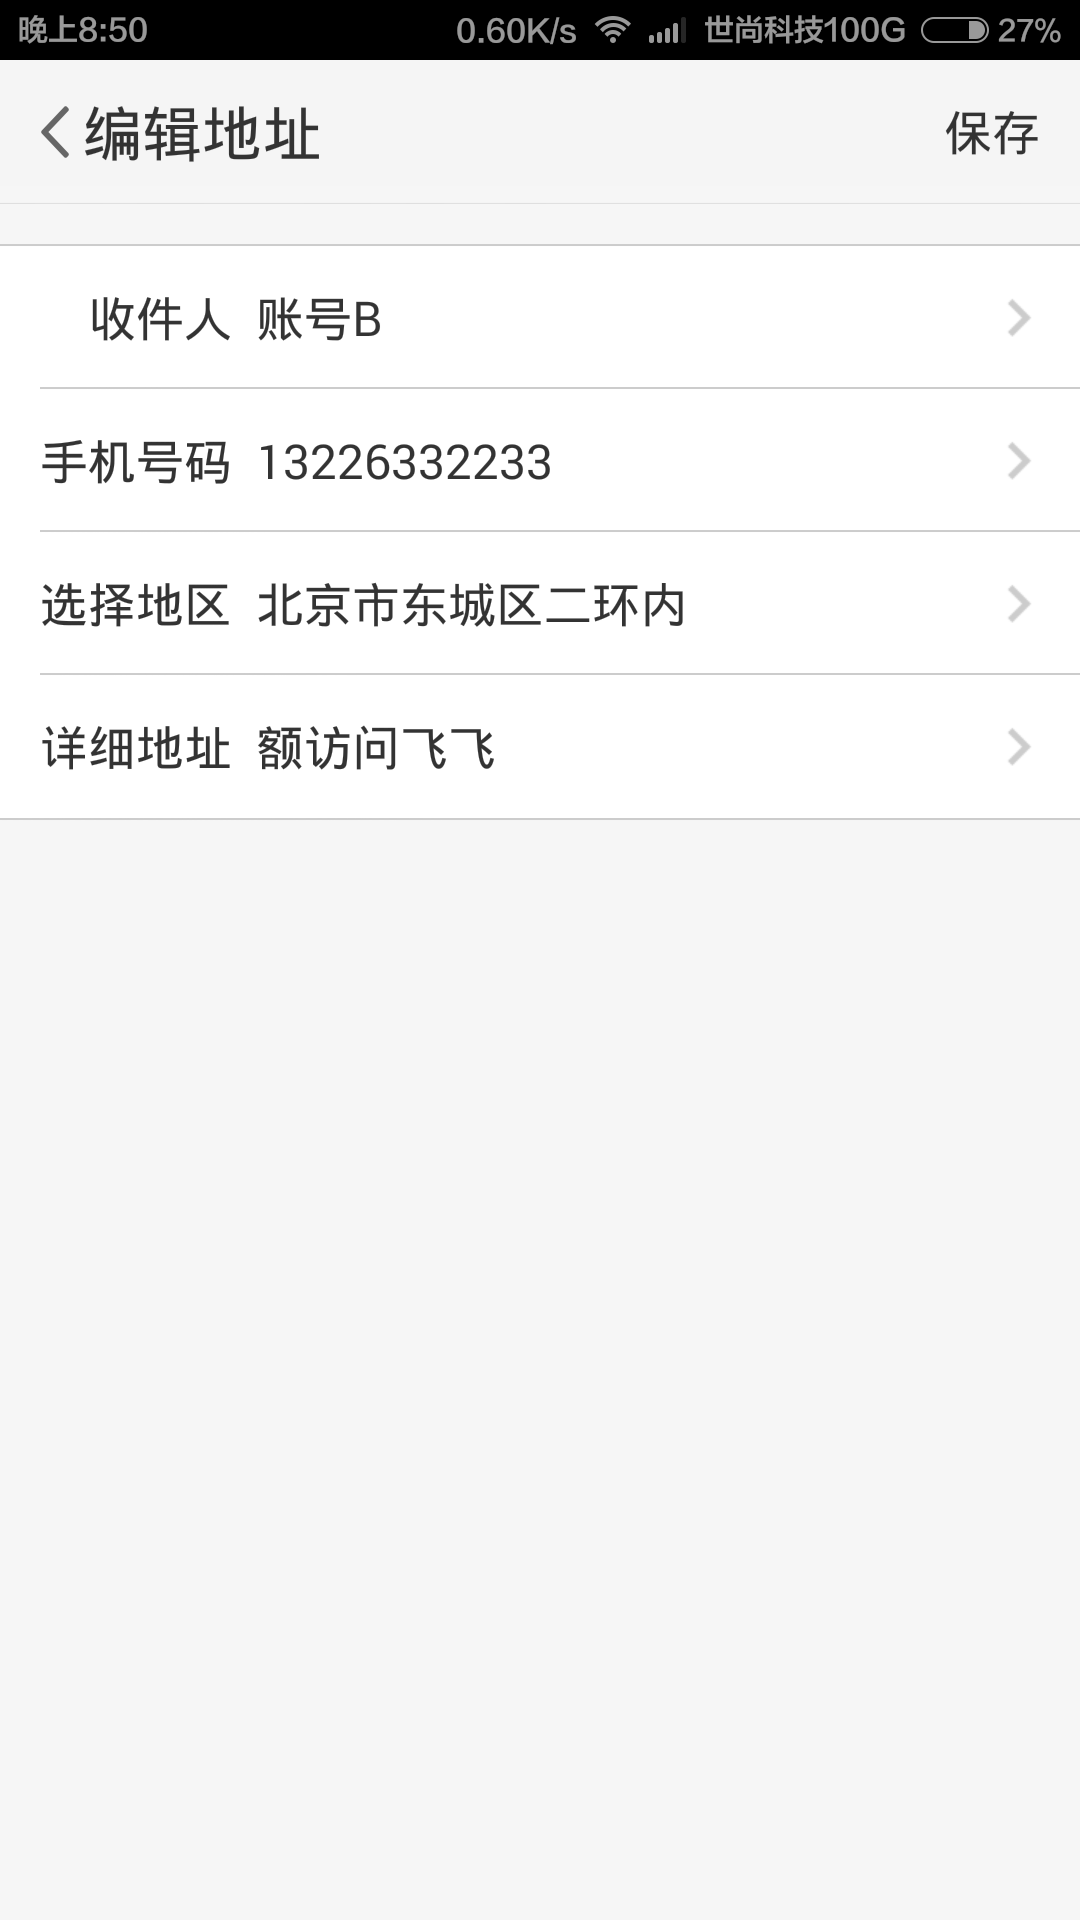 晚上8:50 0.60K/s 世尚科技100G 27%
编辑地址 保存
收件人 账号B
手机号码 13226332233
选择地区 北京市东城区二环内
详细地址 额访问飞飞